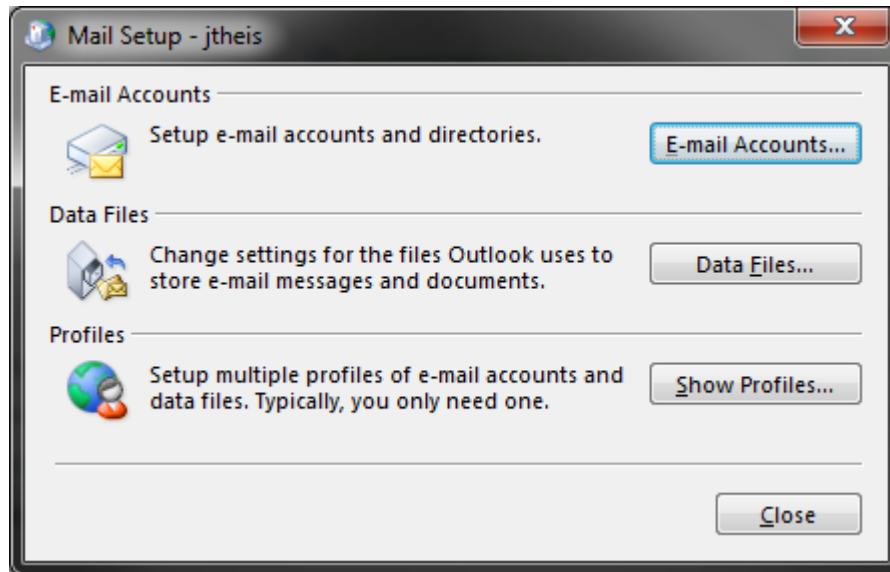 Mail Setup - jtheis
E-mail Accounts
Setup e-mail accounts and directories.
E-mail Accounts...
Data Files
Change settings for the files Outlook uses to
store e-mail messages and documents.
Data Files...
Profiles
Setup multiple profiles of e-mail accounts and
data files. Typically, you only need one.
Show Profiles...
Close